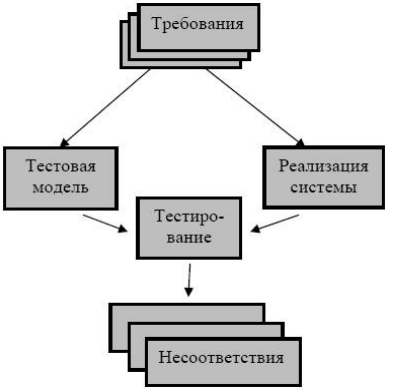 Требования
Тестовая
модель
Реализация
системы
Тестиро-
вание
Несоответствия